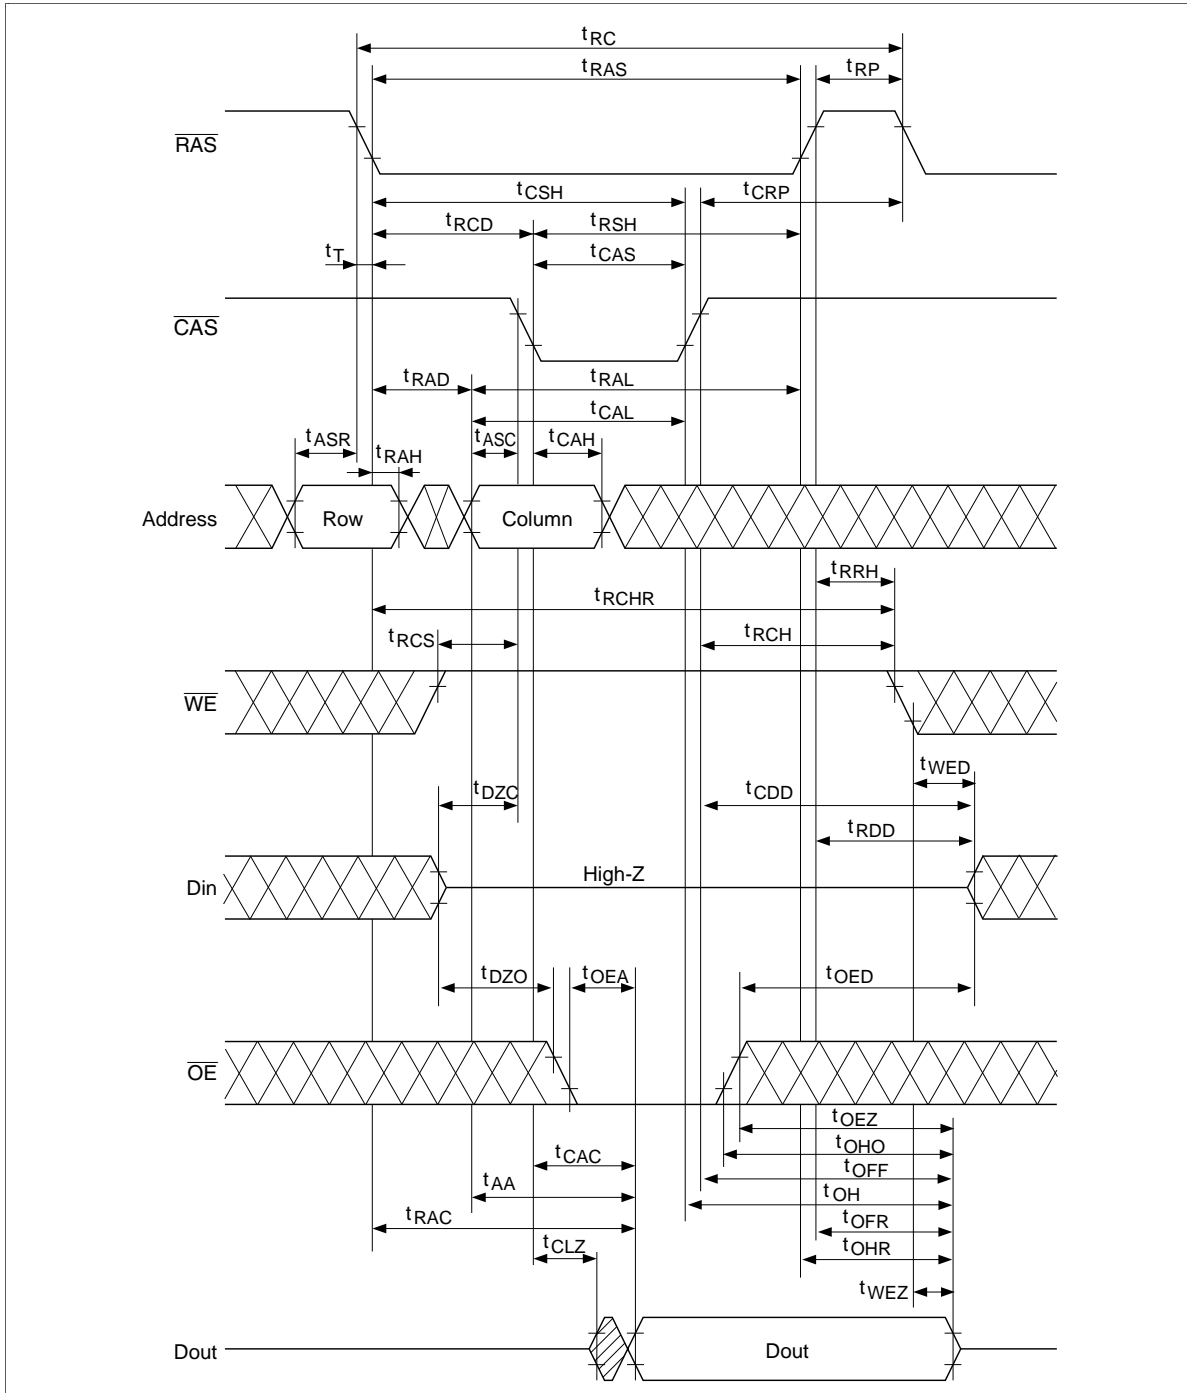 tRC
tRAS tRP
RAS
tCSH tCRP
tRCD tRSH
tT tCAS
CAS
tRAD tRAL
tCAL
tASR tASC tCAH
tRAH
Address Row Column
tRRH
tRCHR
tRCS tRCH
WE
tWED
tDZC tCDD
tRDD
Din High-Z
tDZO tOEA tOED
OE
tOEZ
tCAC tOHO
tOFF
tAA tOH
tRAC tOFR
tCLZ tOHR
tWEZ
Dout Dout